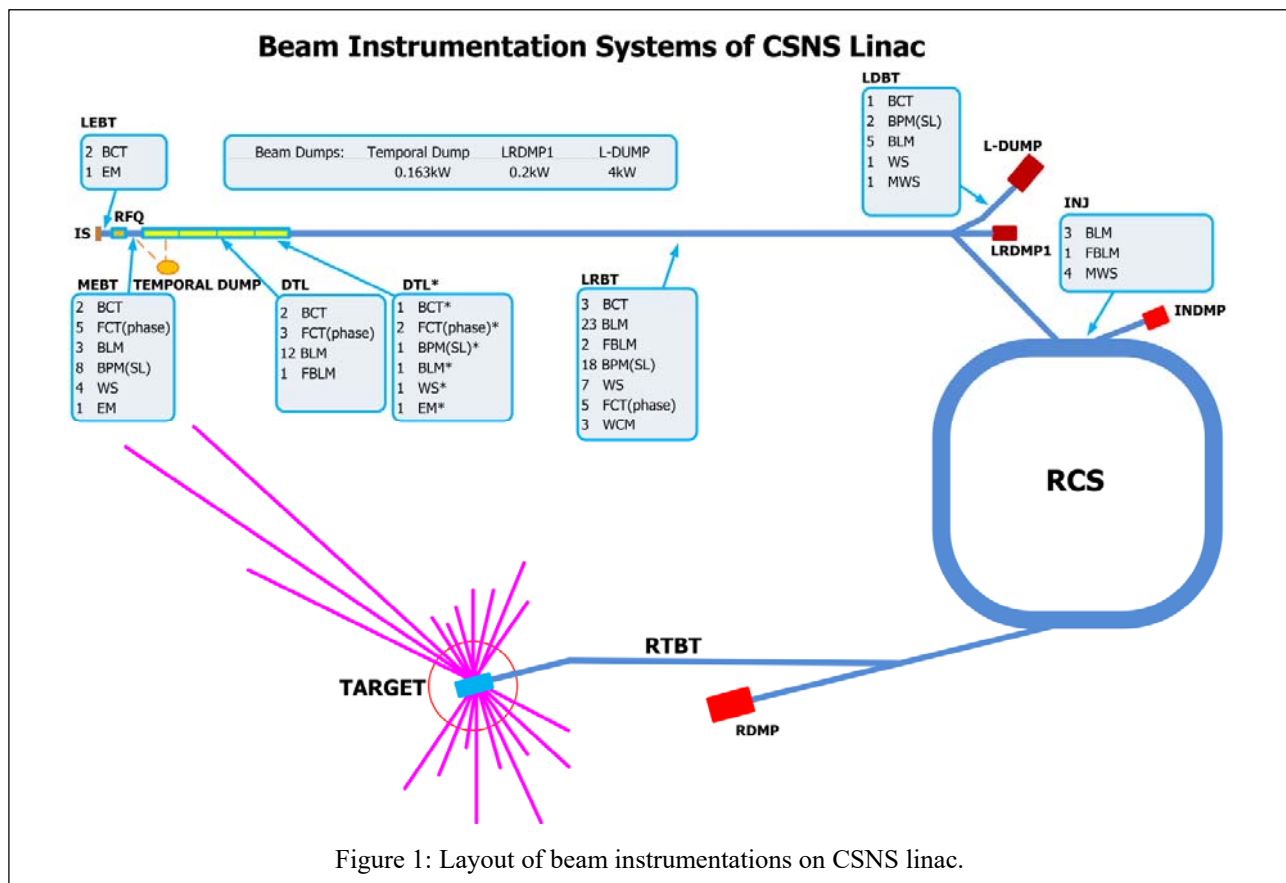 Beam Instrumentation Systems of CSNS Linac
LEBT
2 BCT
1 EM
Beam Dumps: Temporal Dump LRDMP1 L-DUMP
0.163kW 0.2kW 4kW
LDBT
1 BCT
2 BPM(SL)
5 BLM
1 WS
1 MWS
L-DUMP
IS
RFQ
LRDMP1
INJ
3 BLM
1 FBLM
4 MWS
INDMP
MEBT
2 BCT
5 FCT(phase)
3 BLM
8 BPM(SL)
4 WS
1 EM
TEMPORAL DUMP
DTL
2 BCT
3 FCT(phase)
12 BLM
1 FBLM
DTL*
1 BCT*
2 FCT(phase)*
1 BPM(SL)*
1 BLM*
1 WS*
1 EM*
LRBT
3 BCT
23 BLM
2 FBLM
18 BPM(SL)
7 WS
5 FCT(phase)
3 WCM
RCS
RTBT
TARGET
RDMP
Figure 1: Layout of beam instrumentations on CSNS linac.